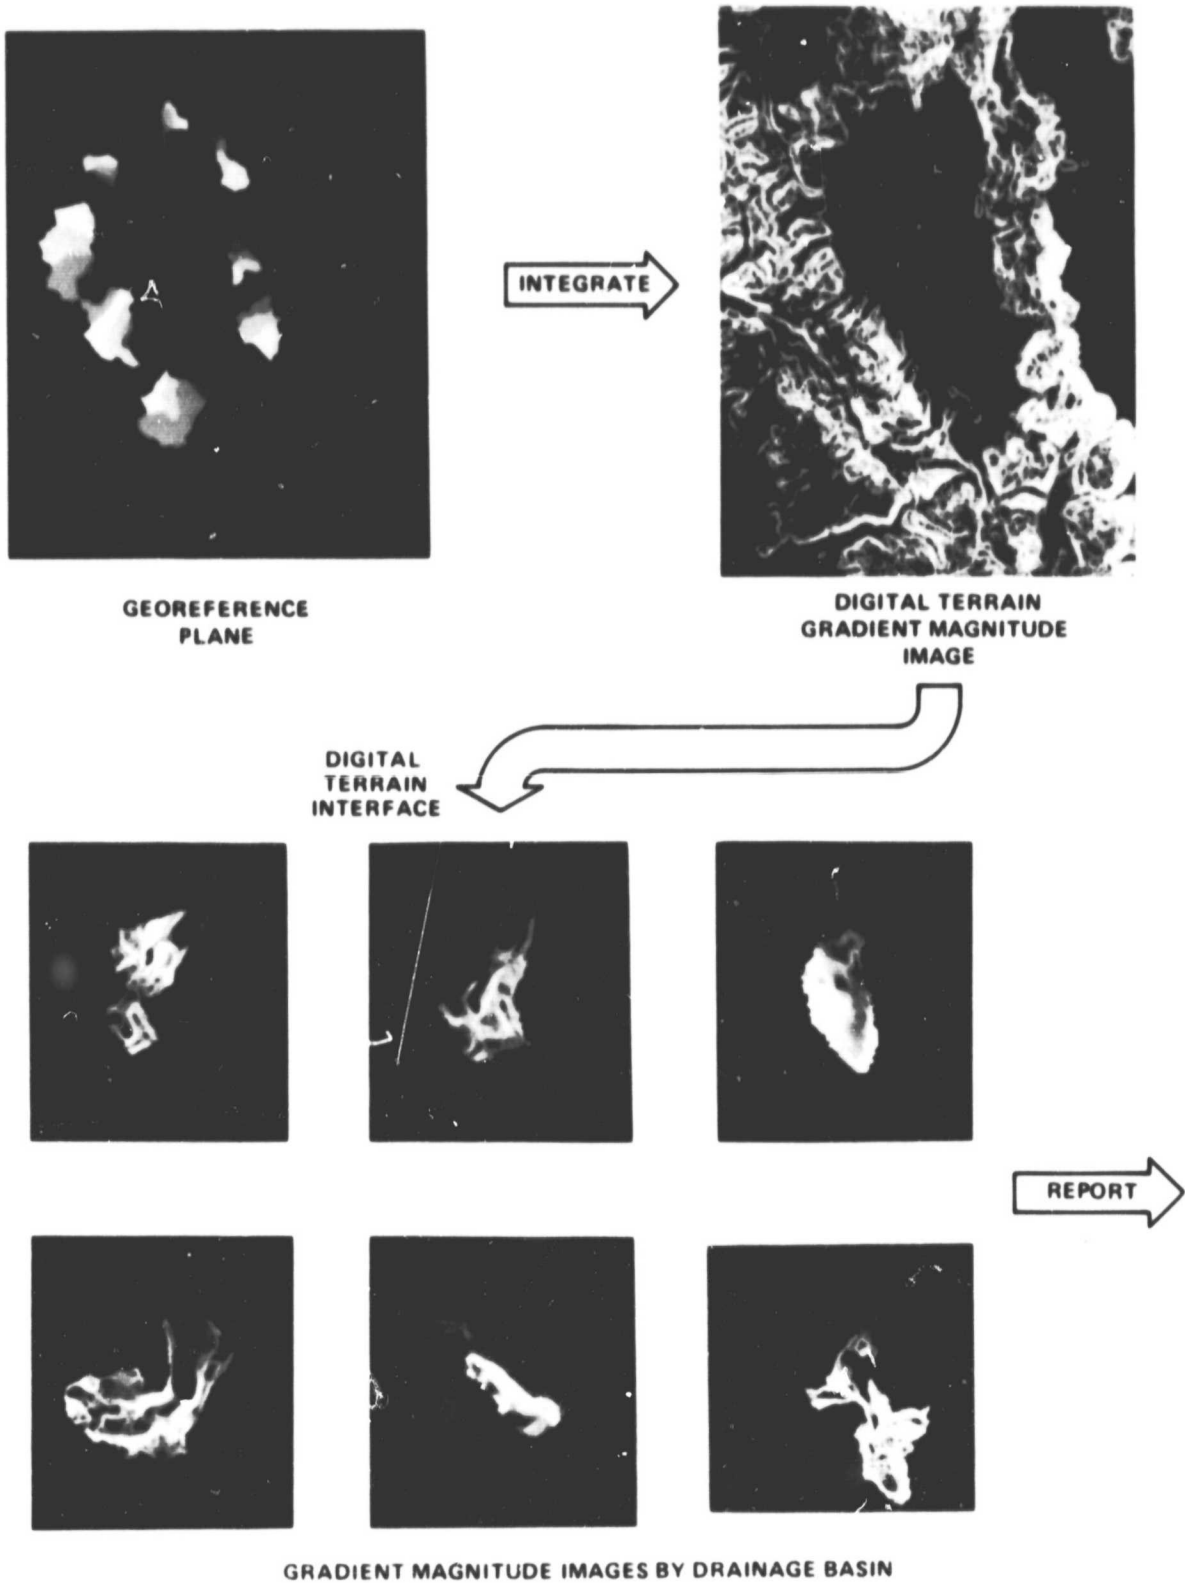 INTEGRATE
GEOREFERENCE
PLANE
DIGITAL TERRAIN
GRADIENT MAGNITUDE
IMAGE
DIGITAL
TERRAIN
INTERFACE
REPORT
GRADIENT MAGNITUDE IMAGES BY DRAINAGE BASIN